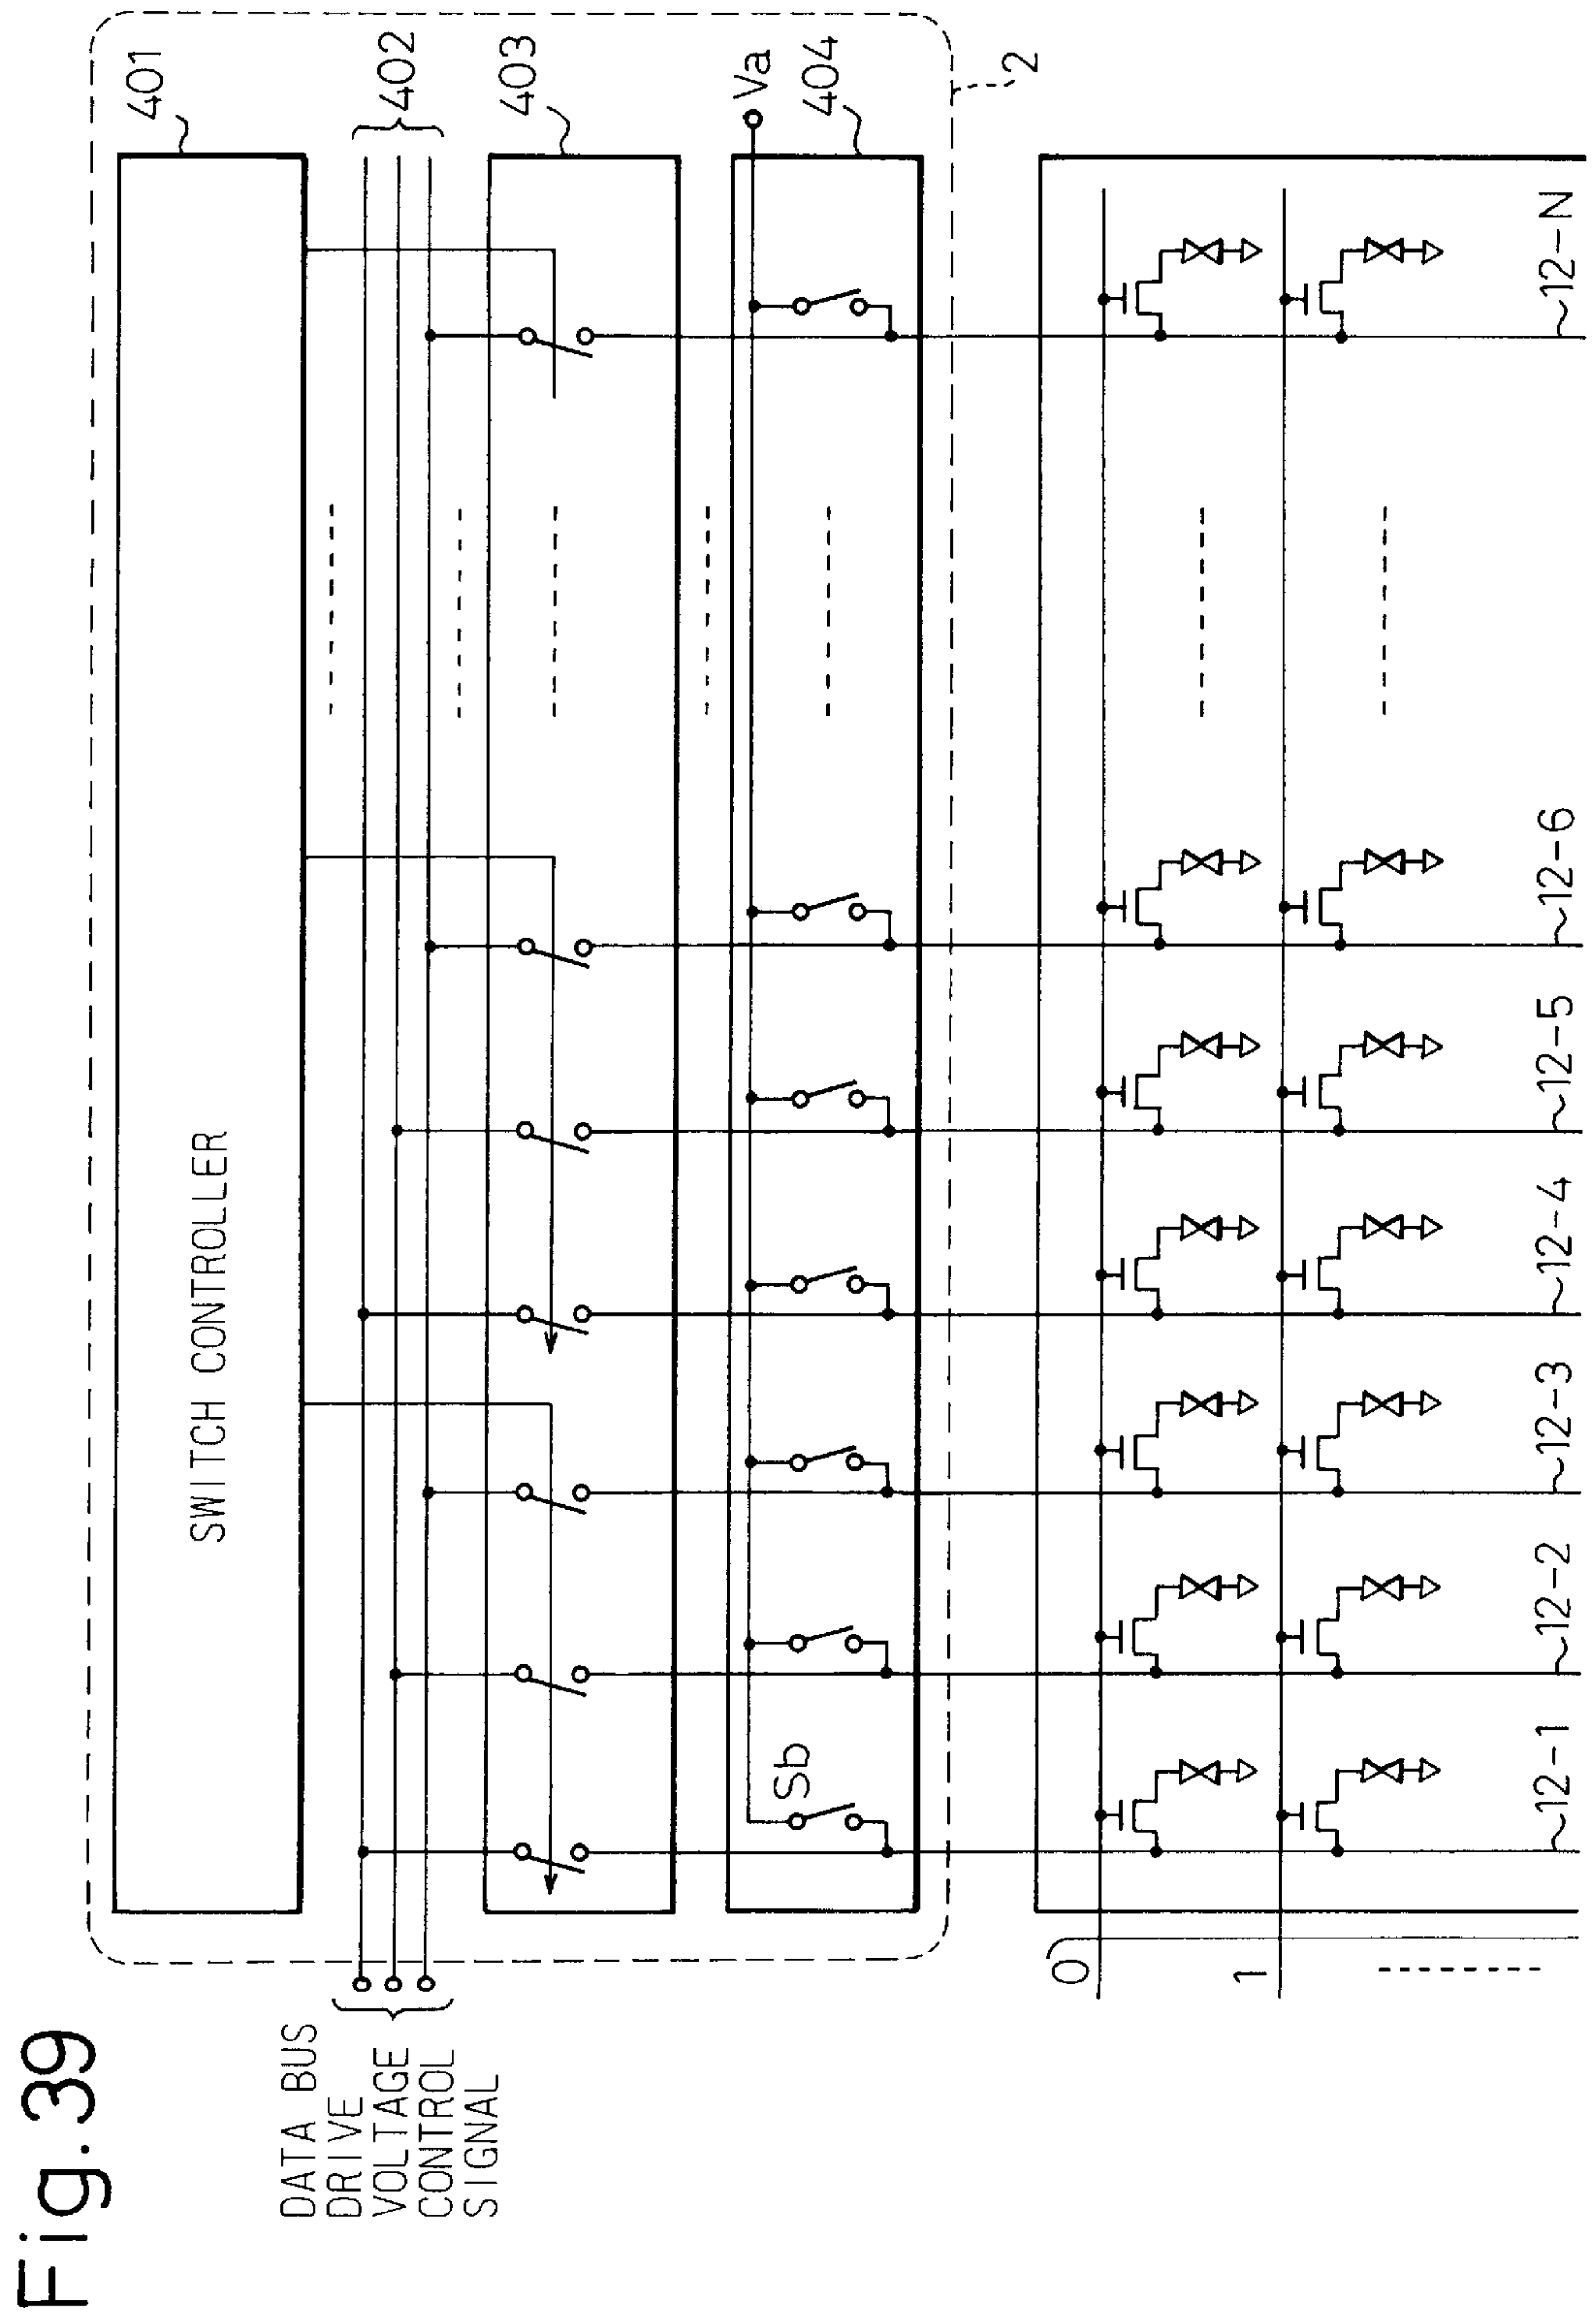 Fig.39
401
402
403
Va
404
2
SWITCH CONTROLLER
DATA BUS
DRIVE
VOLTAGE
CONTROL
SIGNAL
Sb
0
1
12-1
12-2
12-3
12-4
12-5
12-6
12-N